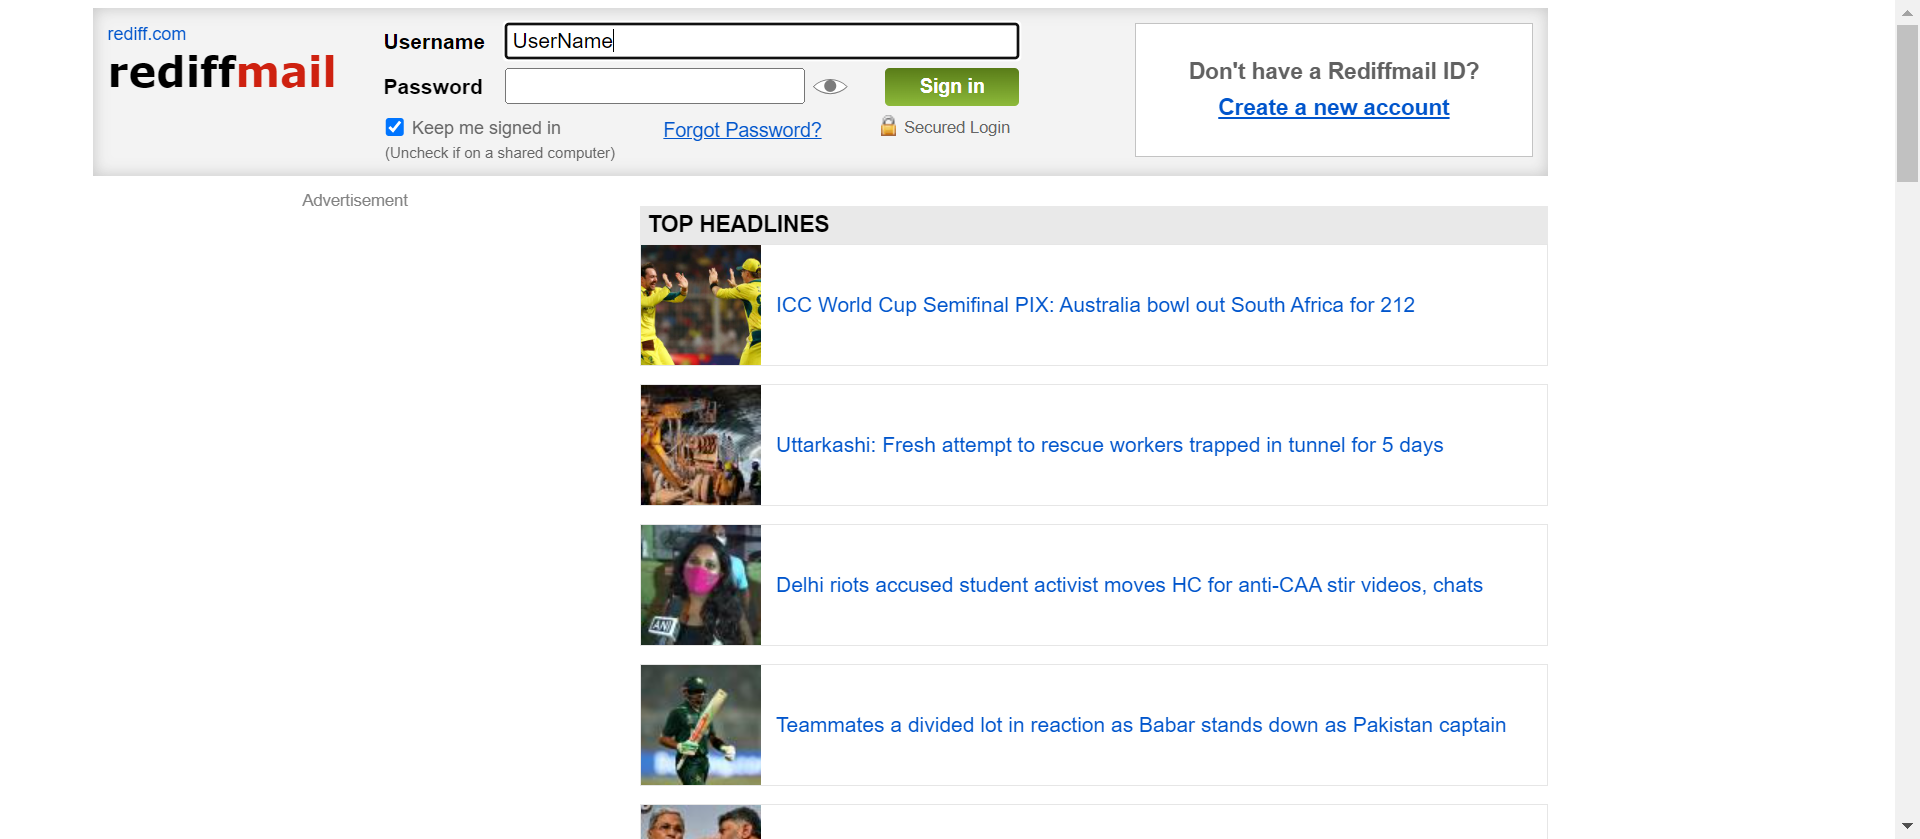 rediff.com
rediffmail
Username
UserName
Password
Sign in
Keep me signed in
(Uncheck if on a shared computer)
Forgot Password?
Secured Login
Don't have a Rediffmail ID?
Create a new account
Advertisement
TOP HEADLINES
ICC World Cup Semifinal PIX: Australia bowl out South Africa for 212
Uttarkashi: Fresh attempt to rescue workers trapped in tunnel for 5 days
ANI
Delhi riots accused student activist moves HC for anti-CAA stir videos, chats
Teammates a divided lot in reaction as Babar stands down as Pakistan captain